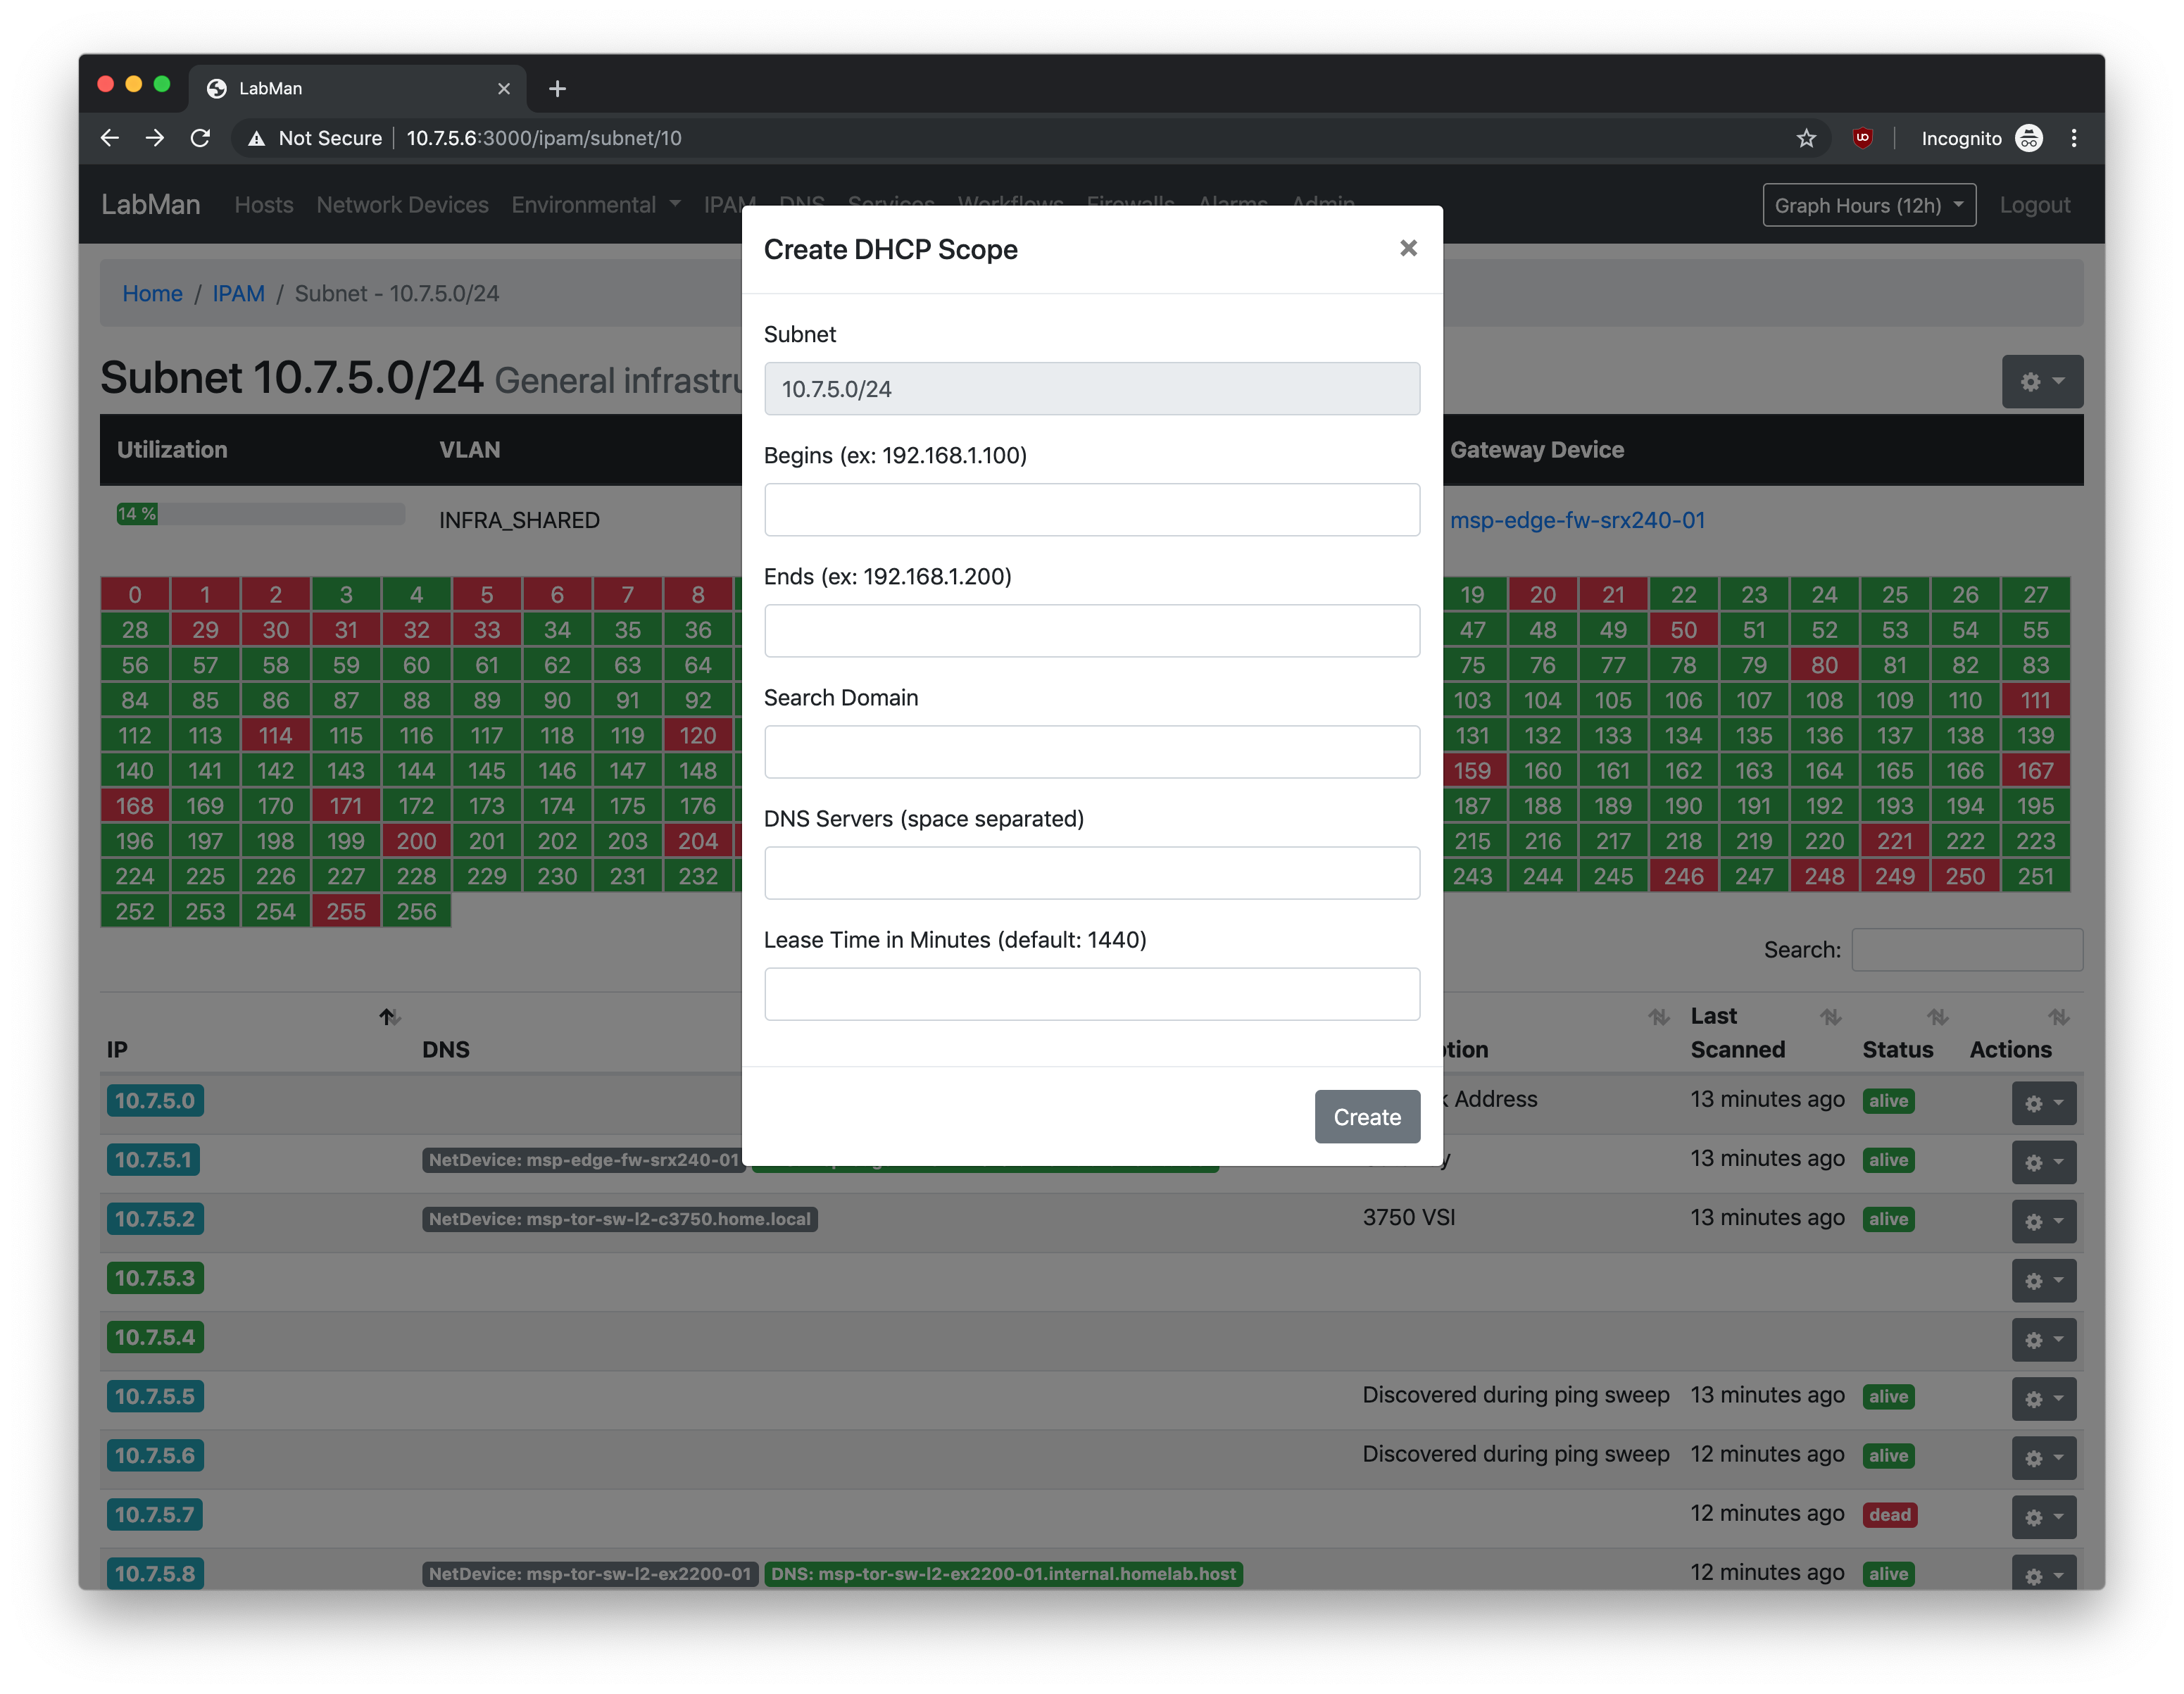 LabMan
Not Secure 10.7.5.6:3000/ipam/subnet/10
Incognito
LabMan Hosts Network Devices Environmental IPAM DNS Services Workflows Firewalls Alarms Admin Graph Hours (12h) Logout
Create DHCP Scope
Home / IPAM / Subnet - 10.7.5.0/24
Subnet
Subnet 10.7.5.0/24 General
10.7.5.0/24
Utilization VLAN Gateway Device
Begins (ex: 192.168.1.100)
14 % INFRA_SHARED msp-edge-fw-srx240-01
Ends (ex: 192.168.1.200)
0 1 2 3 4 5 6 7 8 19 20 21 22 23 24 25 26 27
28 29 30 31 32 33 34 35 36 47 48 49 50 51 52 53 54 55
56 57 58 59 60 61 62 63 64 75 76 77 78 79 80 81 82 83
Search Domain
84 85 86 87 88 89 90 91 92 103 104 105 106 107 108 109 110 111
112 113 114 115 116 117 118 119 120 131 132 133 134 135 136 137 138 139
140 141 142 143 144 145 146 147 148 159 160 161 162 163 164 165 166 167
168 169 170 171 172 173 174 175 176 187 188 189 190 191 192 193 194 195
DNS Servers (space separated)
196 197 198 199 200 201 202 203 204 215 216 217 218 219 220 221 222 223
224 225 226 227 228 229 230 231 232 243 244 245 246 247 248 249 250 251
252 253 254 255 256
Lease Time in Minutes (default: 1440)
Search:
IP DNS Last Scanned Status Actions
10.7.5.0 Address 13 minutes ago alive
Create
10.7.5.1 NetDevice: msp-edge-fw-srx240-01 13 minutes ago alive
10.7.5.2 NetDevice: msp-tor-sw-l2-c3750.home.local 3750 VSI 13 minutes ago alive
10.7.5.3
10.7.5.4
10.7.5.5 Discovered during ping sweep 13 minutes ago alive
10.7.5.6 Discovered during ping sweep 12 minutes ago alive
10.7.5.7 12 minutes ago dead
10.7.5.8 NetDevice: msp-tor-sw-l2-ex2200-01 DNS: msp-tor-sw-l2-ex2200-01.internal.homelab.host 12 minutes ago alive